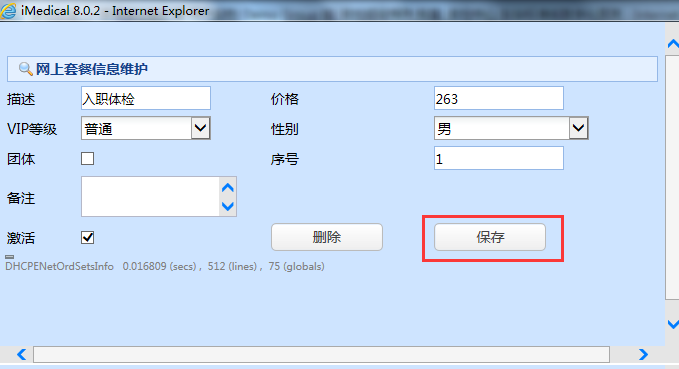 iMedical 8.0.2 - Internet Explorer
网上套餐信息维护
描述 入职体检 价格 263
VIP等级 普通 性别 男
团体 序号 1
备注
激活 删除 保存
DHCPENetOrdSetsInfo 0.016809 (secs) , 512 (lines) , 75 (globals)